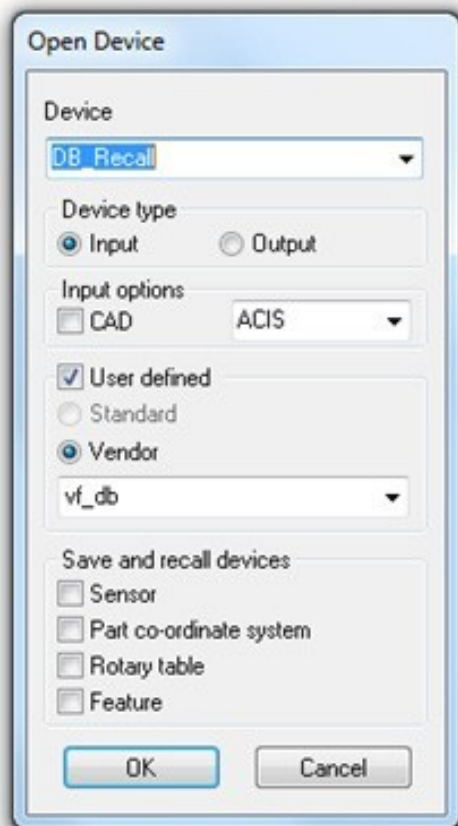 Open Device
Device
DB_Recall
Device type
Input Output
Input options
CAD ACIS
User defined
Standard
Vendor
vf_db
Save and recall devices
Sensor
Part co-ordinate system
Rotary table
Feature
OK Cancel